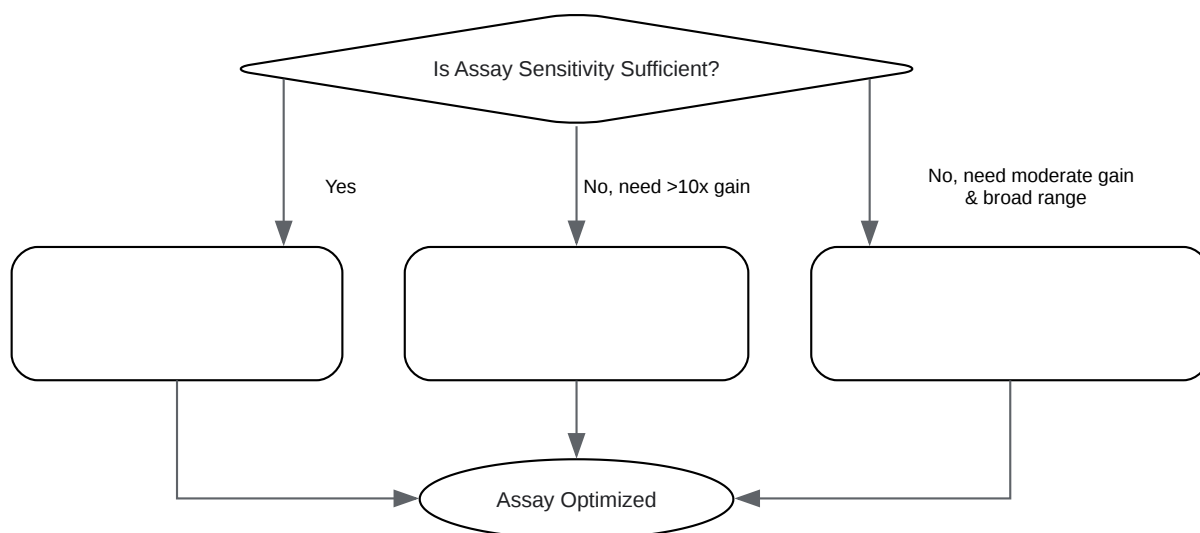 Is Assay Sensitivity Sufficient?
Yes
No, need >10x gain
No, need moderate gain
& broad range
Assay Optimized